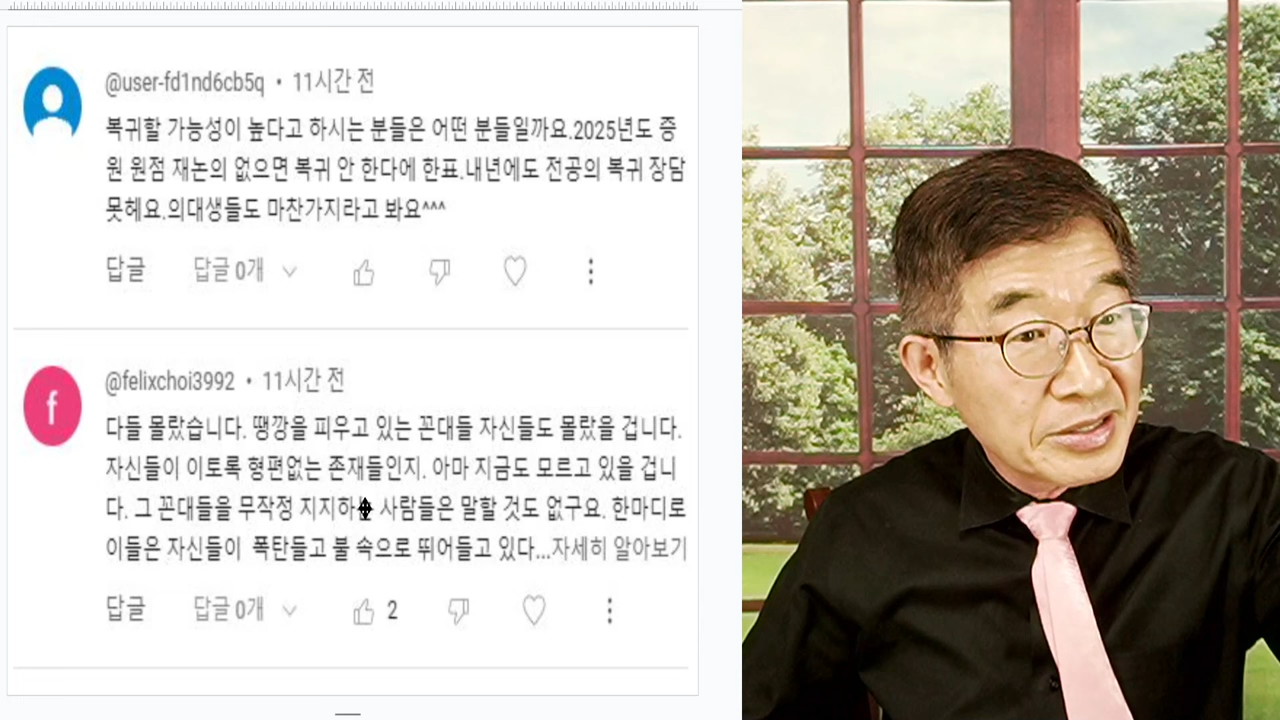 @user-fd1nd6cb5q • 11시간 전
복귀할 가능성이 높다고 하시는 분들은 어떤 분들일까요.2025년도 증
원 원점 재논의 없으면 복귀 안 한다에 한표.내년에도 전공의 복귀 장담
못헤요.의대생들도 마찬가지라고 봐요^^^
답글 답글 0개
f
@felixchoi3992 • 11시간 전
다들 몰랐습니다. 땡깡을 피우고 있는 꼰대들 자신들도 몰랐을 겁니다.
자신들이 이토록 형편없는 존재들인지. 아마 지금도 모르고 있을 겁니
다. 그 꼰대들을 무작정 지지하는 사람들은 말할 것도 없구요. 한마디로
이들은 자신들이 폭탄들고 불 속으로 뛰어들고 있다...자세히 알아보기
답글 답글 0개 2